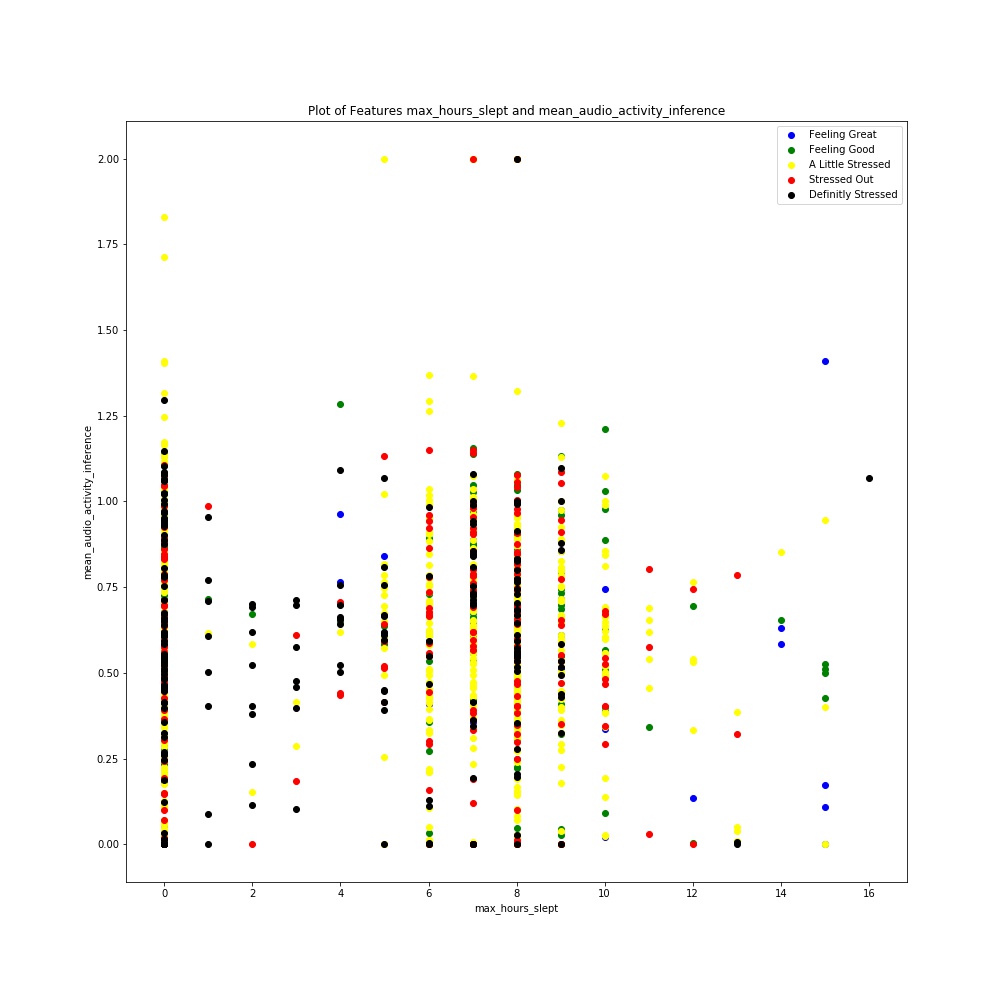 Plot of Features max_hours_slept and mean_audio_activity_inference
Feeling Great
Feeling Good
A Little Stressed
Stressed Out
Definitly Stressed
mean_audio_activity_inference
2.00
1.75
1.50
1.25
1.00
0.75
0.50
0.25
0.00
0 2 4 6 8 10 12 14 16
max_hours_slept